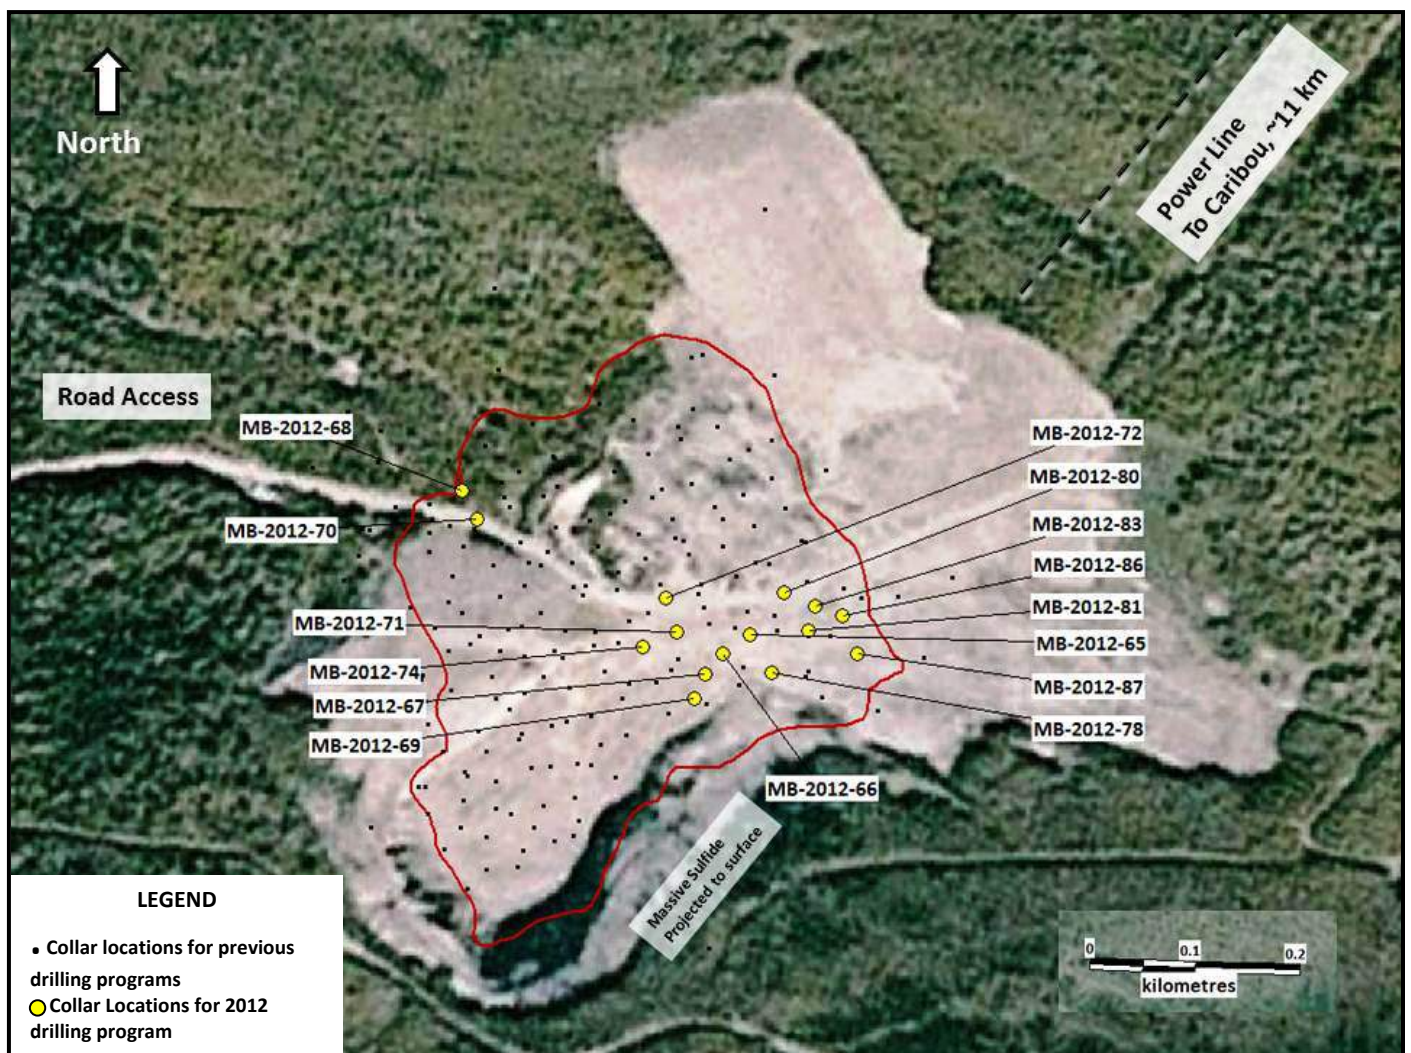 North
Power Line
To Caribou, ~11 km
Road Access
MB-2012-68
MB-2012-70
MB-2012-71
MB-2012-74
MB-2012-67
MB-2012-69
MB-2012-72
MB-2012-80
MB-2012-83
MB-2012-86
MB-2012-81
MB-2012-65
MB-2012-87
MB-2012-78
MB-2012-66
Massive Sulfide
Projected to surface
LEGEND
. Collar locations for previous
drilling programs
Collar Locations for 2012
drilling program
0 0.1 0.2
kilometres